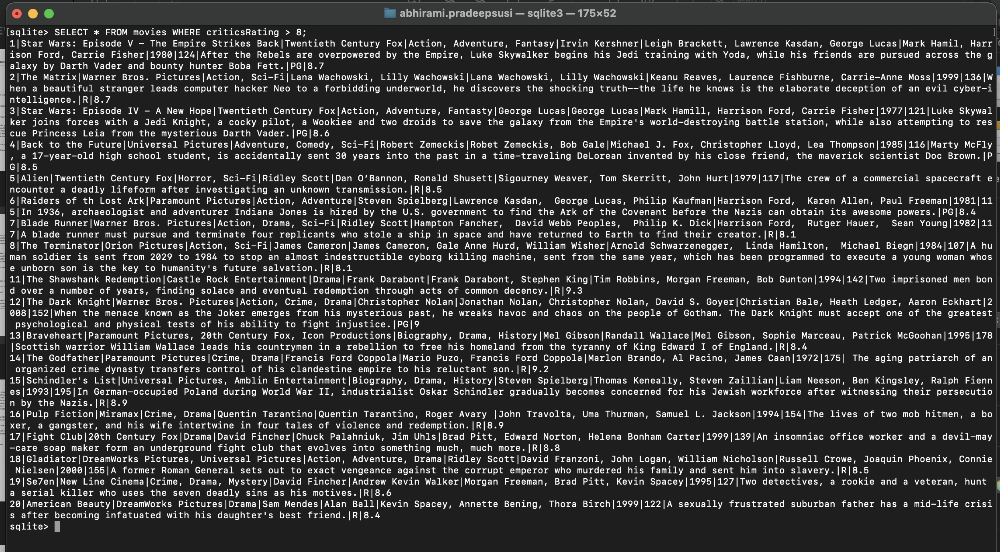 abhirami.pradeepsusi — sqlite3 — 175×52
sqlite> SELECT * FROM movies WHERE criticsRating > 8;
1|Star Wars: Episode V - The Empire Strikes Back|Twentieth Century Fox|Action, Adventure, Fantasy|Irvin Kershner|Leigh Brackett, Lawrence Kasdan, George Lucas|Mark Hamil, Harr
ison Ford, Carrie Fisher|1980|124|After the Rebels are overpowered by the Empire, Luke Skywalker begins his Jedi training with Yoda, while his friends are pursued across the g
alaxy by Darth Vader and bounty hunter Boba Fett.|PG|8.7
2|The Matrix|Warner Bros. Pictures|Action, Sci-Fi|Lana Wachowski, Lilly Wachowski|Lana Wachowski, Lilly Wachowski|Keanu Reaves, Laurence Fishburne, Carrie-Anne Moss|1999|136|W
hen a beautiful stranger leads computer hacker Neo to a forbidding underworld, he discovers the shocking truth--the life he knows is the elaborate deception of an evil cyber-i
ntelligence.|R|8.7
3|Star Wars: Episode IV - A New Hope|Twentieth Century Fox|Action, Adventure, Fantasty|George Lucas|George Lucas|Mark Hamill, Harrison Ford, Carrie Fisher|1977|121|Luke Skywal
ker joins forces with a Jedi Knight, a cocky pilot, a Wookiee and two droids to save the galaxy from the Empire's world-destroying battle station, while also attempting to res
cue Princess Leia from the mysterious Darth Vader.|PG|8.6
4|Back to the Future|Universal Pictures|Adventure, Comedy, Sci-Fi|Robert Zemeckis|Robet Zemeckis, Bob Gale|Michael J. Fox, Christopher Lloyd, Lea Thompson|1985|116|Marty McFly
, a 17-year-old high school student, is accidentally sent 30 years into the past in a time-traveling DeLorean invented by his close friend, the maverick scientist Doc Brown.|P
G|8.5
5|Alien|Twentieth Century Fox|Horror, Sci-Fi|Ridley Scott|Dan O’Bannon, Ronald Shusett|Sigourney Weaver, Tom Skerritt, John Hurt|1979|117|The crew of a commercial spacecraft e
ncounter a deadly lifeform after investigating an unknown transmission.|R|8.5
6|Raiders of th Lost Ark|Paramount Pictures|Action, Adventure|Steven Spielberg|Lawrence Kasdan,  George Lucas, Philip Kaufman|Harrison Ford,  Karen Allen, Paul Freeman|1981|11
5|In 1936, archaeologist and adventurer Indiana Jones is hired by the U.S. government to find the Ark of the Covenant before the Nazis can obtain its awesome powers.|PG|8.4
7|Blade Runner|Warner Bros. Pictures|Action, Drama, Sci-Fi|Ridley Scott|Hampton Fancher,  David Webb Peoples,  Philip K. Dick|Harrison Ford,  Rutger Hauer,  Sean Young|1982|11
7|A blade runner must pursue and terminate four replicants who stole a ship in space and have returned to Earth to find their creator.|R|8.1
8|The Terminator|Orion Pictures|Action, Sci-Fi|James Cameron|James Cameron, Gale Anne Hurd, William Wisher|Arnold Schwarzenegger,  Linda Hamilton,  Michael Biegn|1984|107|A hu
man soldier is sent from 2029 to 1984 to stop an almost indestructible cyborg killing machine, sent from the same year, which has been programmed to execute a young woman whos
e unborn son is the key to humanity's future salvation.|R|8.1
11|The Shawshank Redemption|Castle Rock Entertainment|Drama|Frank Darabont|Frank Darabont, Stephen King|Tim Robbins, Morgan Freeman, Bob Gunton|1994|142|Two imprisoned men bon
d over a number of years, finding solace and eventual redemption through acts of common decency.|R|9.3
12|The Dark Knight|Warner Bros. Pictures|Action, Crime, Drama|Christopher Nolan|Jonathan Nolan, Christopher Nolan, David S. Goyer|Christian Bale, Heath Ledger, Aaron Eckhart|2
008|152|When the menace known as the Joker emerges from his mysterious past, he wreaks havoc and chaos on the people of Gotham. The Dark Knight must accept one of the greatest
 psychological and physical tests of his ability to fight injustice.|PG|9
13|Braveheart|Paramount Pictures, 20th Century Fox, Icon Productions|Biography, Drama, History|Mel Gibson|Randall Wallace|Mel Gibson, Sophie Marceau, Patrick McGoohan|1995|178
|Scottish warrior William Wallace leads his countrymen in a rebellion to free his homeland from the tyranny of King Edward I of England.|R|8.4
14|The Godfather|Paramount Pictures|Crime, Drama|Francis Ford Coppola|Mario Puzo, Francis Ford Coppola|Marlon Brando, Al Pacino, James Caan|1972|175| The aging patriarch of an
 organized crime dynasty transfers control of his clandestine empire to his reluctant son.|R|9.2
15|Schindler's List|Universal Pictures, Amblin Entertainment|Biography, Drama, History|Steven Spielberg|Thomas Keneally, Steven Zaillian|Liam Neeson, Ben Kingsley, Ralph Fienn
es|1993|195|In German-occupied Poland during World War II, industrialist Oskar Schindler gradually becomes concerned for his Jewish workforce after witnessing their persecutio
n by the Nazis.|R|8.9
16|Pulp Fiction|Miramax|Crime, Drama|Quentin Tarantino|Quentin Tarantino, Roger Avary |John Travolta, Uma Thurman, Samuel L. Jackson|1994|154|The lives of two mob hitmen, a bo
xer, a gangster, and his wife intertwine in four tales of violence and redemption.|R|8.9
17|Fight Club|20th Century Fox|Drama|David Fincher|Chuck Palahniuk, Jim Uhls|Brad Pitt, Edward Norton, Helena Bonham Carter|1999|139|An insomniac office worker and a devil-may
-care soap maker form an underground fight club that evolves into something much, much more.|R|8.8
18|Gladiator|DreamWorks Pictures, Universal Pictures|Action, Adventure, Drama|Ridley Scott|David Franzoni, John Logan, William Nicholson|Russell Crowe, Joaquin Phoenix, Connie
 Nielsen|2000|155|A former Roman General sets out to exact vengeance against the corrupt emperor who murdered his family and sent him into slavery.|R|8.5
19|Se7en|New Line Cinema|Crime, Drama, Mystery|David Fincher|Andrew Kevin Walker|Morgan Freeman, Brad Pitt, Kevin Spacey|1995|127|Two detectives, a rookie and a veteran, hunt
a serial killer who uses the seven deadly sins as his motives.|R|8.6
20|American Beauty|DreamWorks Pictures|Drama|Sam Mendes|Alan Ball|Kevin Spacey, Annette Bening, Thora Birch|1999|122|A sexually frustrated suburban father has a mid-life crisi
s after becoming infatuated with his daughter's best friend.|R|8.4
sqlite>